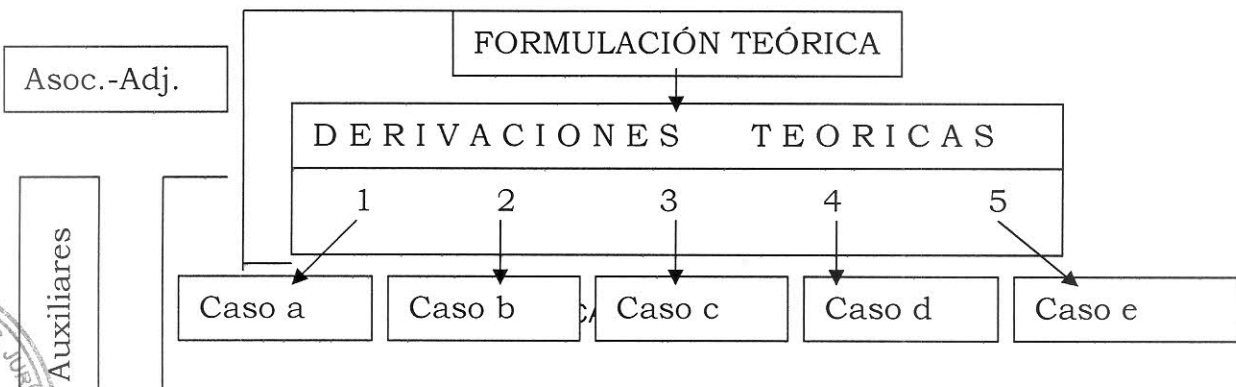 FORMULACIÓN TEÓRICA
Asoc.-Adj.
DERIVACIONES TEORICAS
1 2 3 4 5
Auxiliares
Caso a Caso b Caso c Caso d Caso e